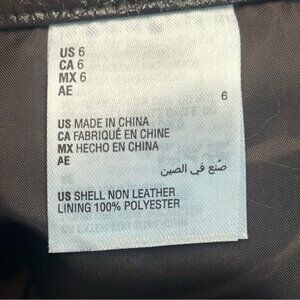 US 6
CA 6
MX 6
AE
6
US MADE IN CHINA
CA FABRIQUÉ EN CHINE
MX HECHO EN CHINA
AE
صُنع في الصين
US SHELL NON LEATHER
LINING 100% POLYESTER